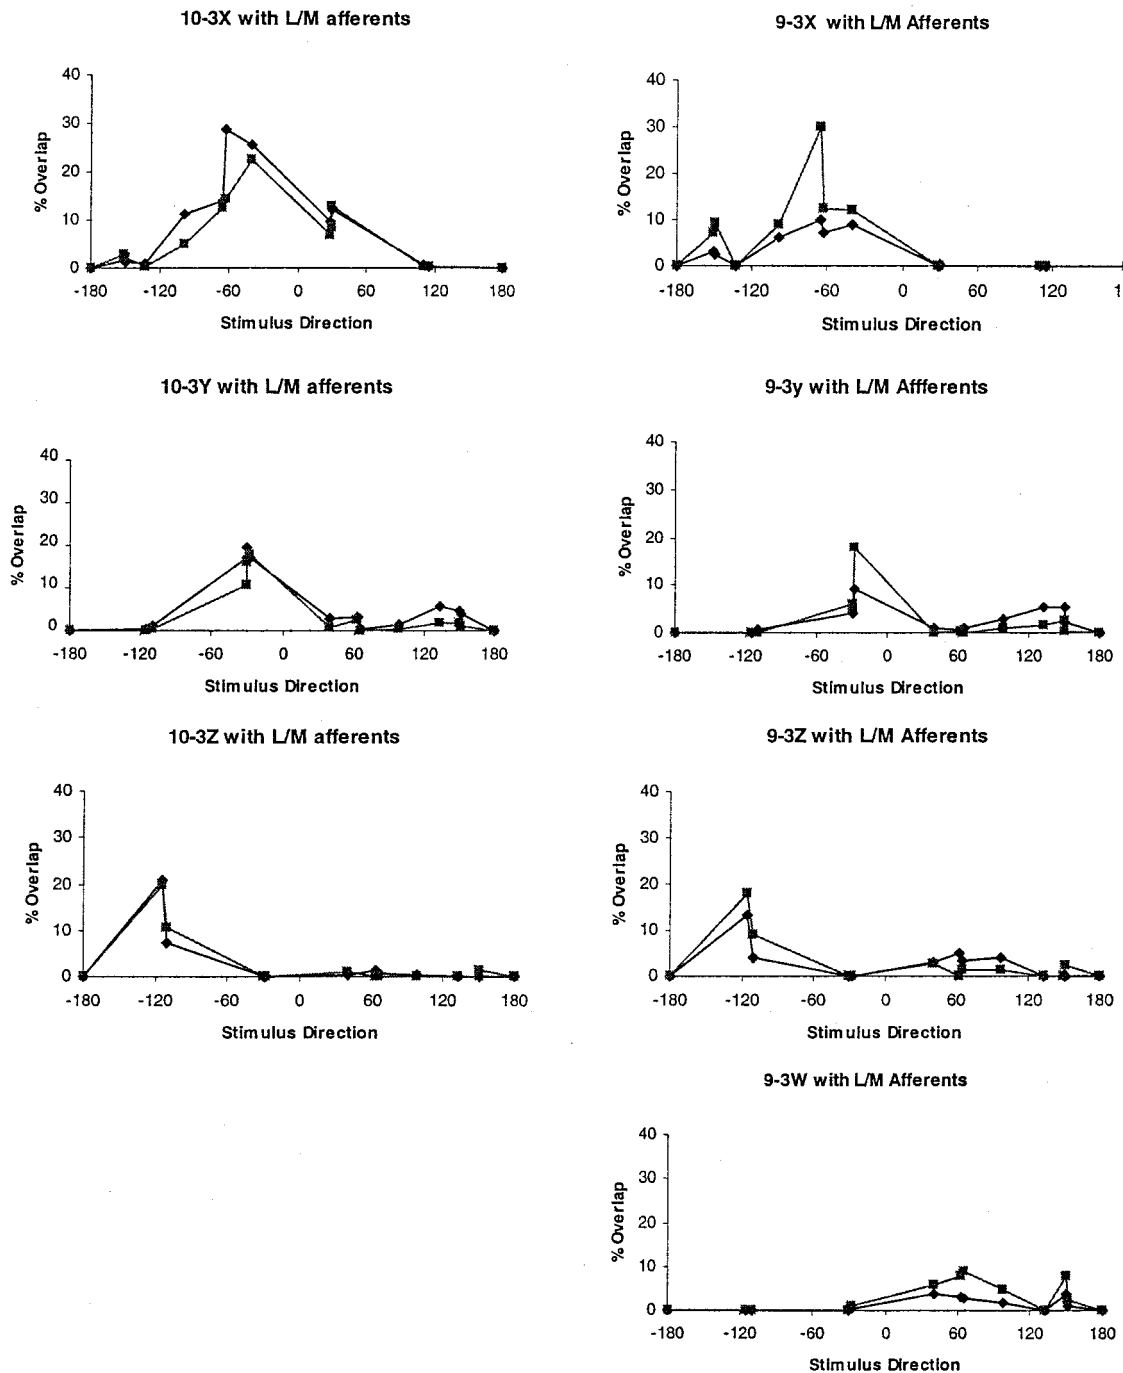 10-3X with L/M afferents
40
30
20
10
0
% Overlap
-180 -120 -60 0 60 120 180
Stimulus Direction
9-3X with L/M Afferents
40
30
20
10
0
% Overlap
-180 -120 -60 0 60 120
Stimulus Direction
10-3Y with L/M afferents
40
30
20
10
0
% Overlap
-180 -120 -60 0 60 120 180
Stimulus Direction
9-3y with L/M Affferents
40
30
20
10
0
% Overlap
-180 -120 -60 0 60 120 180
Stimulus Direction
10-3Z with L/M afferents
40
30
20
10
0
% Overlap
-180 -120 -60 0 60 120 180
Stimulus Direction
9-3Z with L/M Afferents
40
30
20
10
0
% Overlap
-180 -120 -60 0 60 120 180
Stimulus Direction
9-3W with L/M Afferents
40
30
20
10
0
% Overlap
-180 -120 -60 0 60 120 180
Stimulus Direction